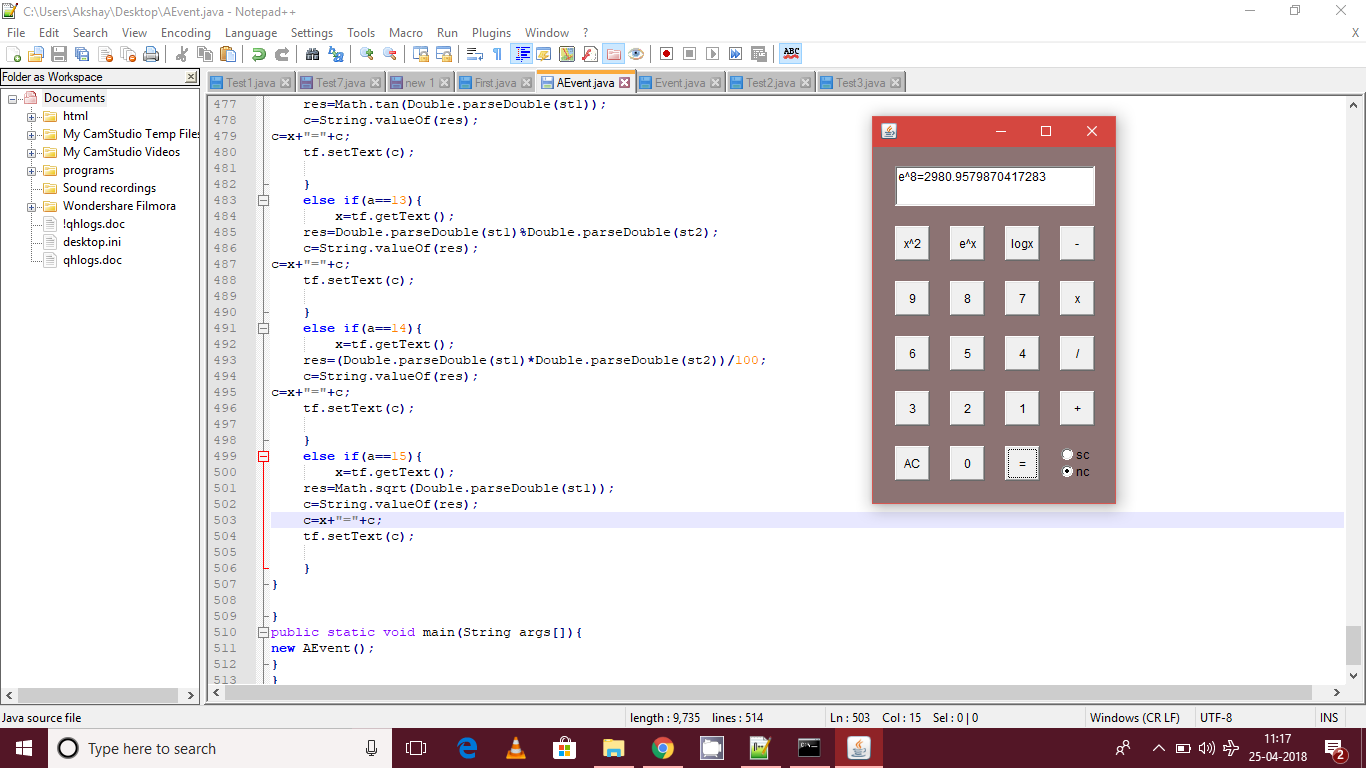 C:\Users\Akshay\Desktop\AEvent.java - Notepad++
File Edit Search View Encoding Language Settings Tools Macro Run Plugins Window ? X
Folder as Workspace
Test1.java Test7.java new 1 First.java AEvent.java Event.java Test2.java Test3.java
Documents
html
My CamStudio Temp Files
My CamStudio Videos
programs
Sound recordings
Wondershare Filmora
!qhlogs.doc
desktop.ini
qhlogs.doc
477 res=Math.tan(Double.parseDouble(st1));
478 c=String.valueOf(res);
479 c=x+"="+c;
480 tf.setText(c);
481
482 }
483 else if(a==13){
484 x=tf.getText();
485 res=Double.parseDouble(st1)%Double.parseDouble(st2);
486 c=String.valueOf(res);
487 c=x+"="+c;
488 tf.setText(c);
489
490 }
491 else if(a==14){
492 x=tf.getText();
493 res=(Double.parseDouble(st1)*Double.parseDouble(st2))/100;
494 c=String.valueOf(res);
495 c=x+"="+c;
496 tf.setText(c);
497
498 }
499 else if(a==15){
500 x=tf.getText();
501 res=Math.sqrt(Double.parseDouble(st1));
502 c=String.valueOf(res);
503 c=x+"="+c;
504 tf.setText(c);
505
506 }
507 }
508
509 }
510 public static void main(String args[]){
511 new AEvent();
512 }
513 }
e^8=2980.9579870417283
x^2 e^x logx -
9 8 7 x
6 5 4 /
3 2 1 +
AC 0 = sc
nc
Java source file length : 9,735 lines : 514 Ln : 503 Col : 15 Sel : 0 | 0 Windows (CR LF) UTF-8 INS
Type here to search
11:17
25-04-2018
2